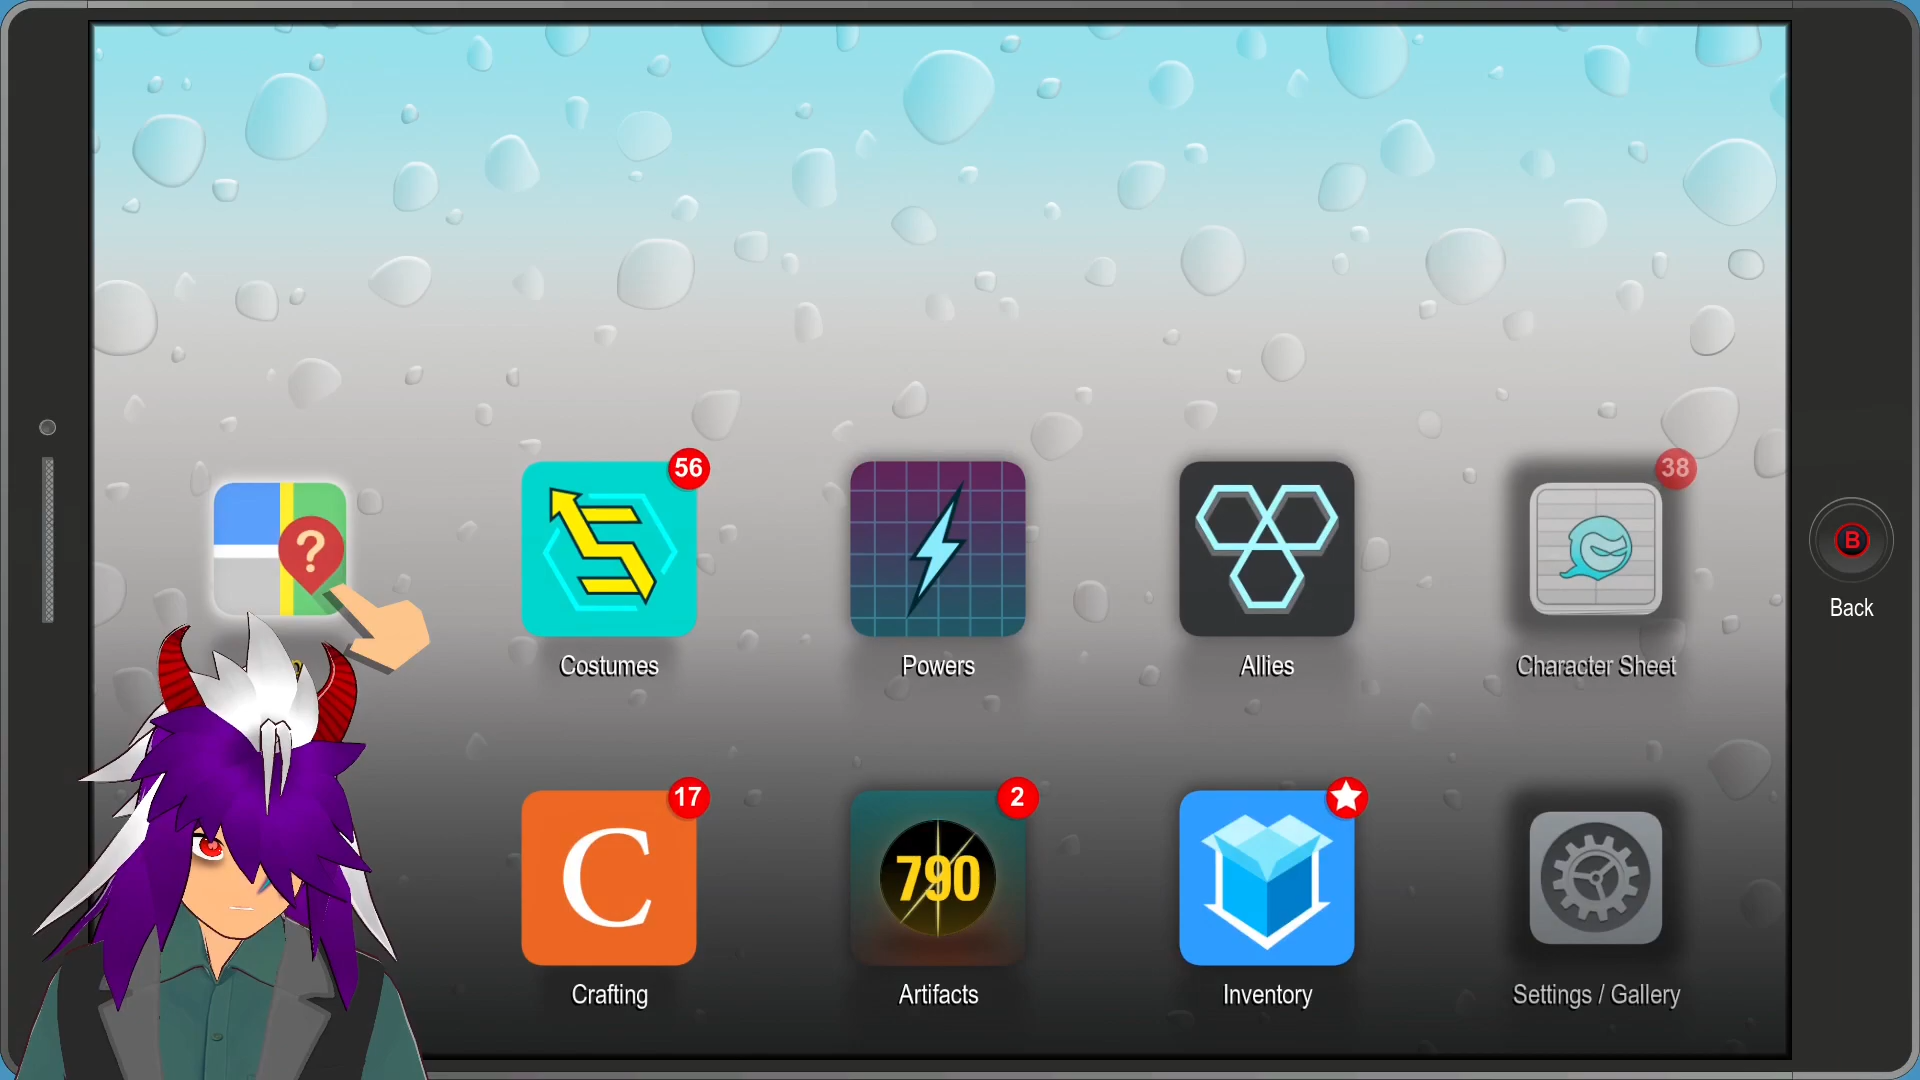 56
38
?
B
Back
Costumes
Powers
Allies
Character Sheet
17
2
C
790
Crafting
Artifacts
Inventory
Settings / Gallery